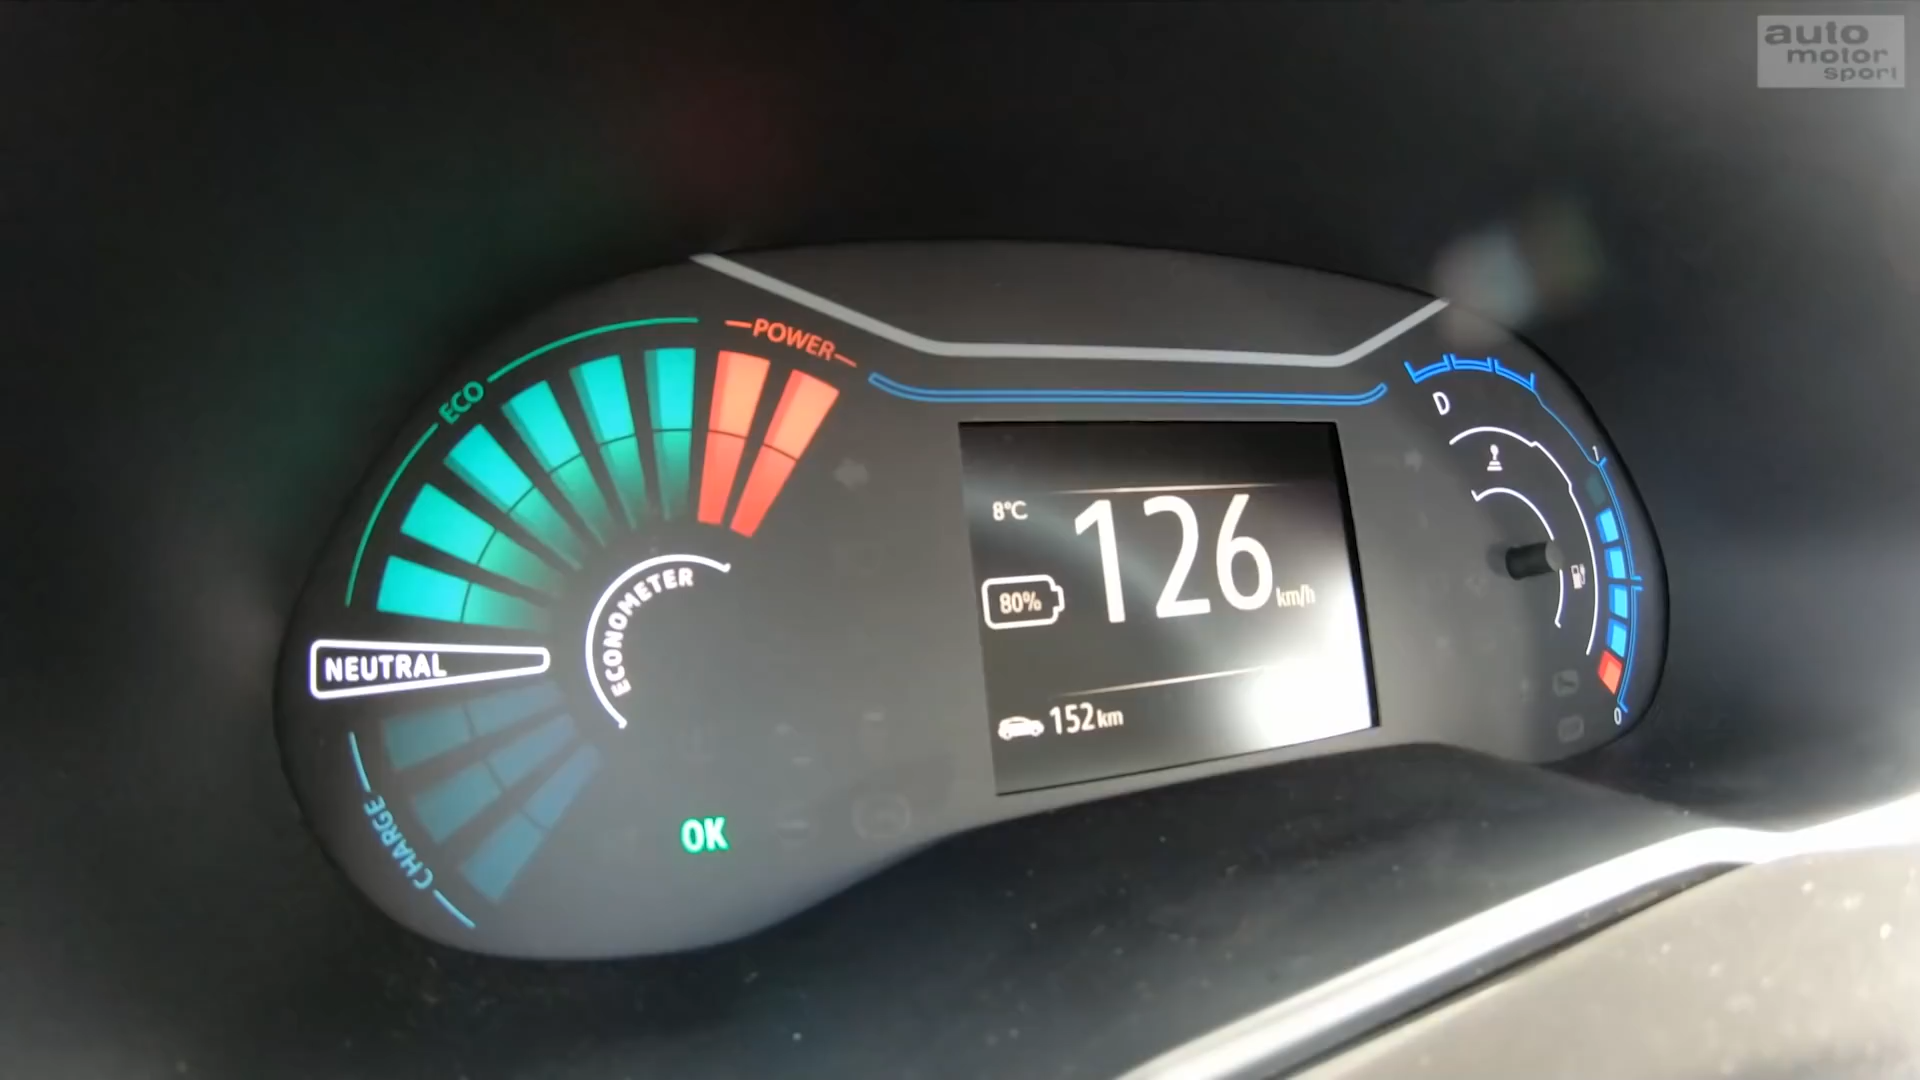 auto
motor
sport
POWER
ECO
D
1
8°C
126
km/h
80%
ECONOMETER
NEUTRAL
152 km
0
CHARGE
OK